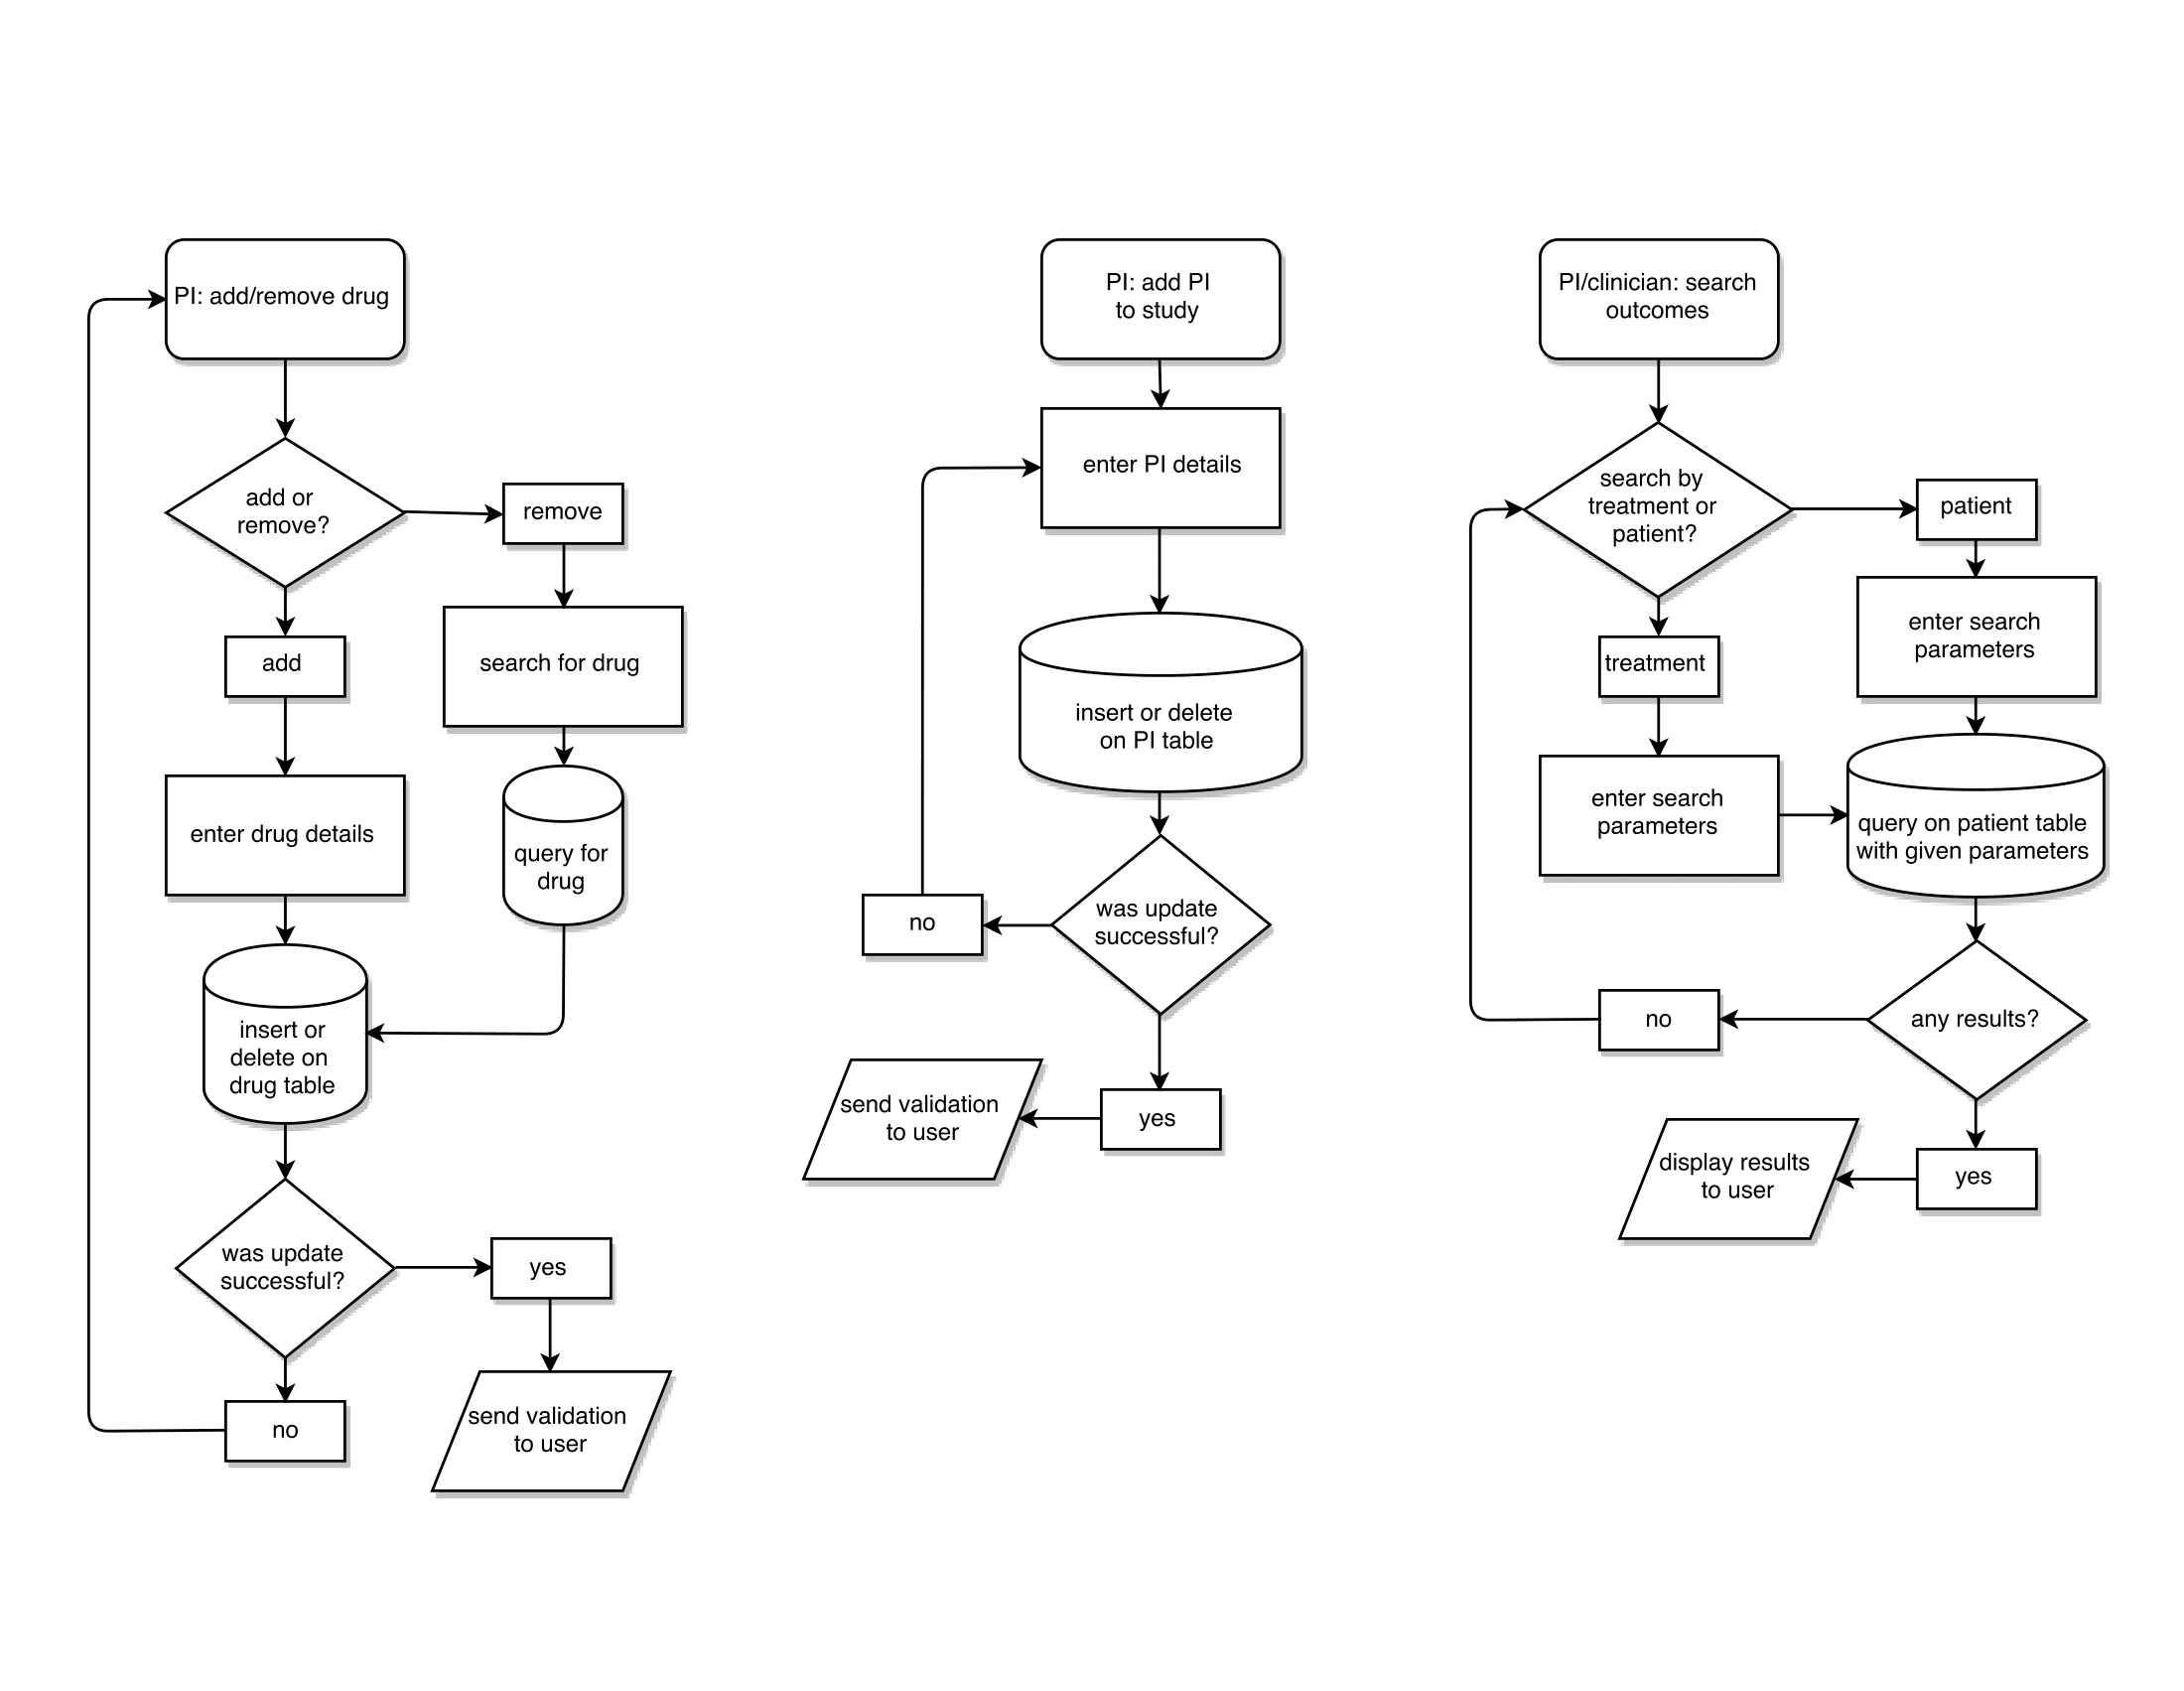 PI: add/remove drug
add or
remove?
remove
add
search for drug
enter drug details
query for
drug
insert or
delete on
drug table
was update
successful?
yes
no
send validation
to user
PI: add PI
to study
enter PI details
insert or delete
on PI table
was update
successful?
no
yes
send validation
to user
PI/clinician: search
outcomes
search by
treatment or
patient?
patient
treatment
enter search
parameters
enter search
parameters
query on patient table
with given parameters
any results?
no
yes
display results
to user